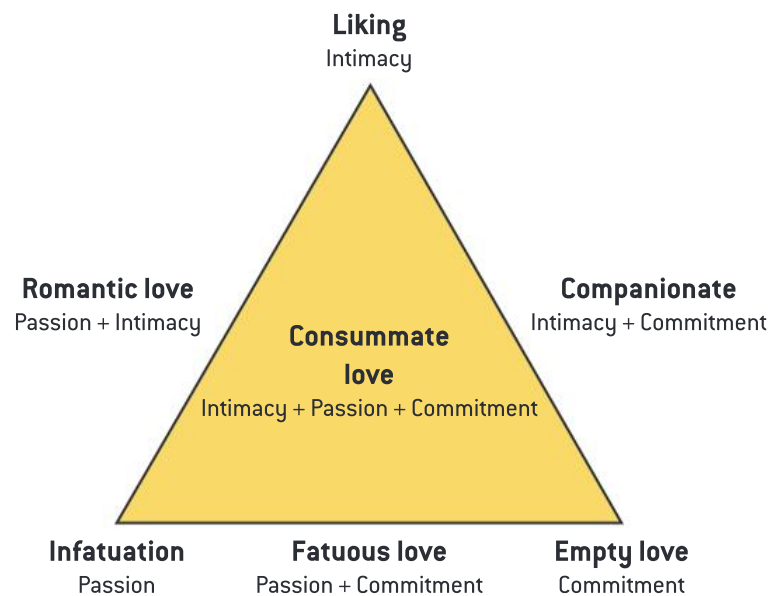 Liking
Intimacy
Romantic love
Passion + Intimacy
Companionate
Intimacy + Commitment
Consummate
love
Intimacy + Passion + Commitment
Infatuation
Passion
Fatuous love
Passion + Commitment
Empty love
Commitment